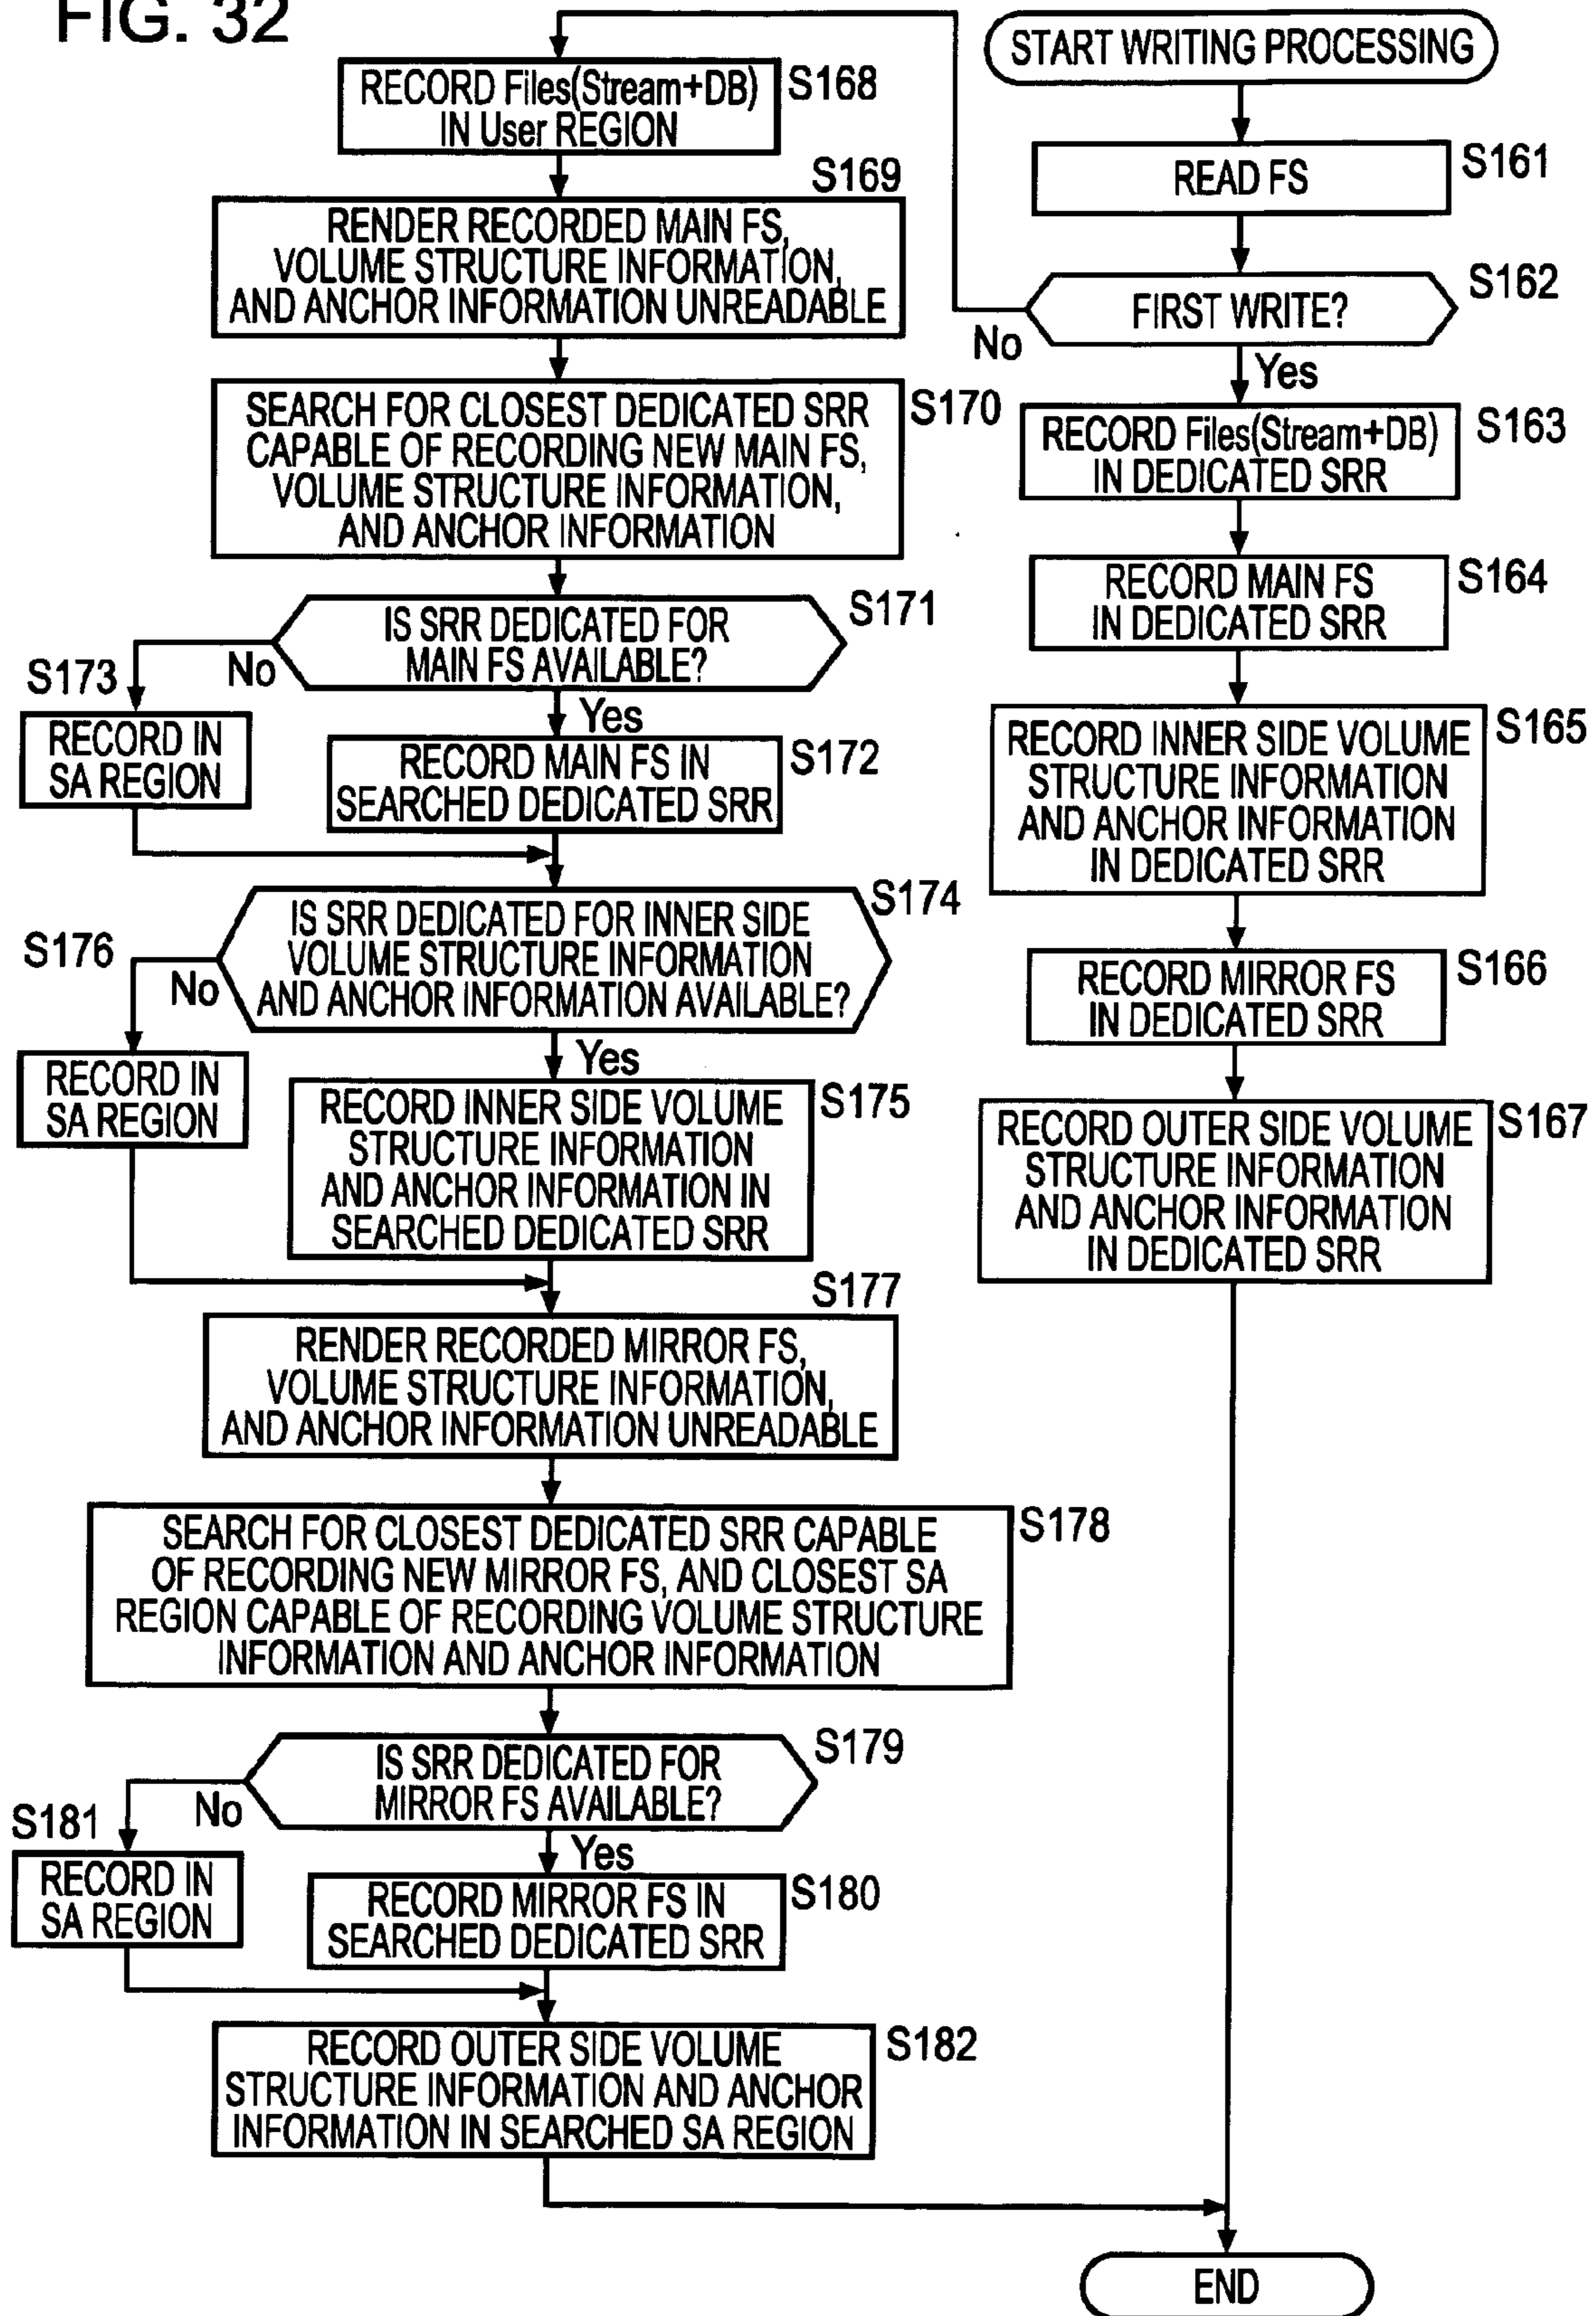 FIG. 32
START WRITING PROCESSING
READ FS
S161
FIRST WRITE?
S162
No
Yes
RECORD Files(Stream+DB)
IN DEDICATED SRR
S163
RECORD MAIN FS
IN DEDICATED SRR
S164
RECORD INNER SIDE VOLUME
STRUCTURE INFORMATION
AND ANCHOR INFORMATION
IN DEDICATED SRR
S165
RECORD MIRROR FS
IN DEDICATED SRR
S166
RECORD OUTER SIDE VOLUME
STRUCTURE INFORMATION
AND ANCHOR INFORMATION
IN DEDICATED SRR
S167
RECORD Files(Stream+DB)
IN User REGION
S168
S169
RENDER RECORDED MAIN FS,
VOLUME STRUCTURE INFORMATION,
AND ANCHOR INFORMATION UNREADABLE
SEARCH FOR CLOSEST DEDICATED SRR
CAPABLE OF RECORDING NEW MAIN FS,
VOLUME STRUCTURE INFORMATION,
AND ANCHOR INFORMATION
S170
IS SRR DEDICATED FOR
MAIN FS AVAILABLE?
S171
No
Yes
S173
RECORD IN
SA REGION
RECORD MAIN FS IN
SEARCHED DEDICATED SRR
S172
IS SRR DEDICATED FOR INNER SIDE
VOLUME STRUCTURE INFORMATION
AND ANCHOR INFORMATION AVAILABLE?
S174
No
Yes
S176
RECORD IN
SA REGION
RECORD INNER SIDE VOLUME
STRUCTURE INFORMATION
AND ANCHOR INFORMATION IN
SEARCHED DEDICATED SRR
S175
S177
RENDER RECORDED MIRROR FS,
VOLUME STRUCTURE INFORMATION,
AND ANCHOR INFORMATION UNREADABLE
SEARCH FOR CLOSEST DEDICATED SRR CAPABLE
OF RECORDING NEW MIRROR FS, AND CLOSEST SA
REGION CAPABLE OF RECORDING VOLUME STRUCTURE
INFORMATION AND ANCHOR INFORMATION
S178
IS SRR DEDICATED FOR
MIRROR FS AVAILABLE?
S179
No
Yes
S181
RECORD IN
SA REGION
RECORD MIRROR FS IN
SEARCHED DEDICATED SRR
S180
RECORD OUTER SIDE VOLUME
STRUCTURE INFORMATION AND ANCHOR
INFORMATION IN SEARCHED SA REGION
S182
END